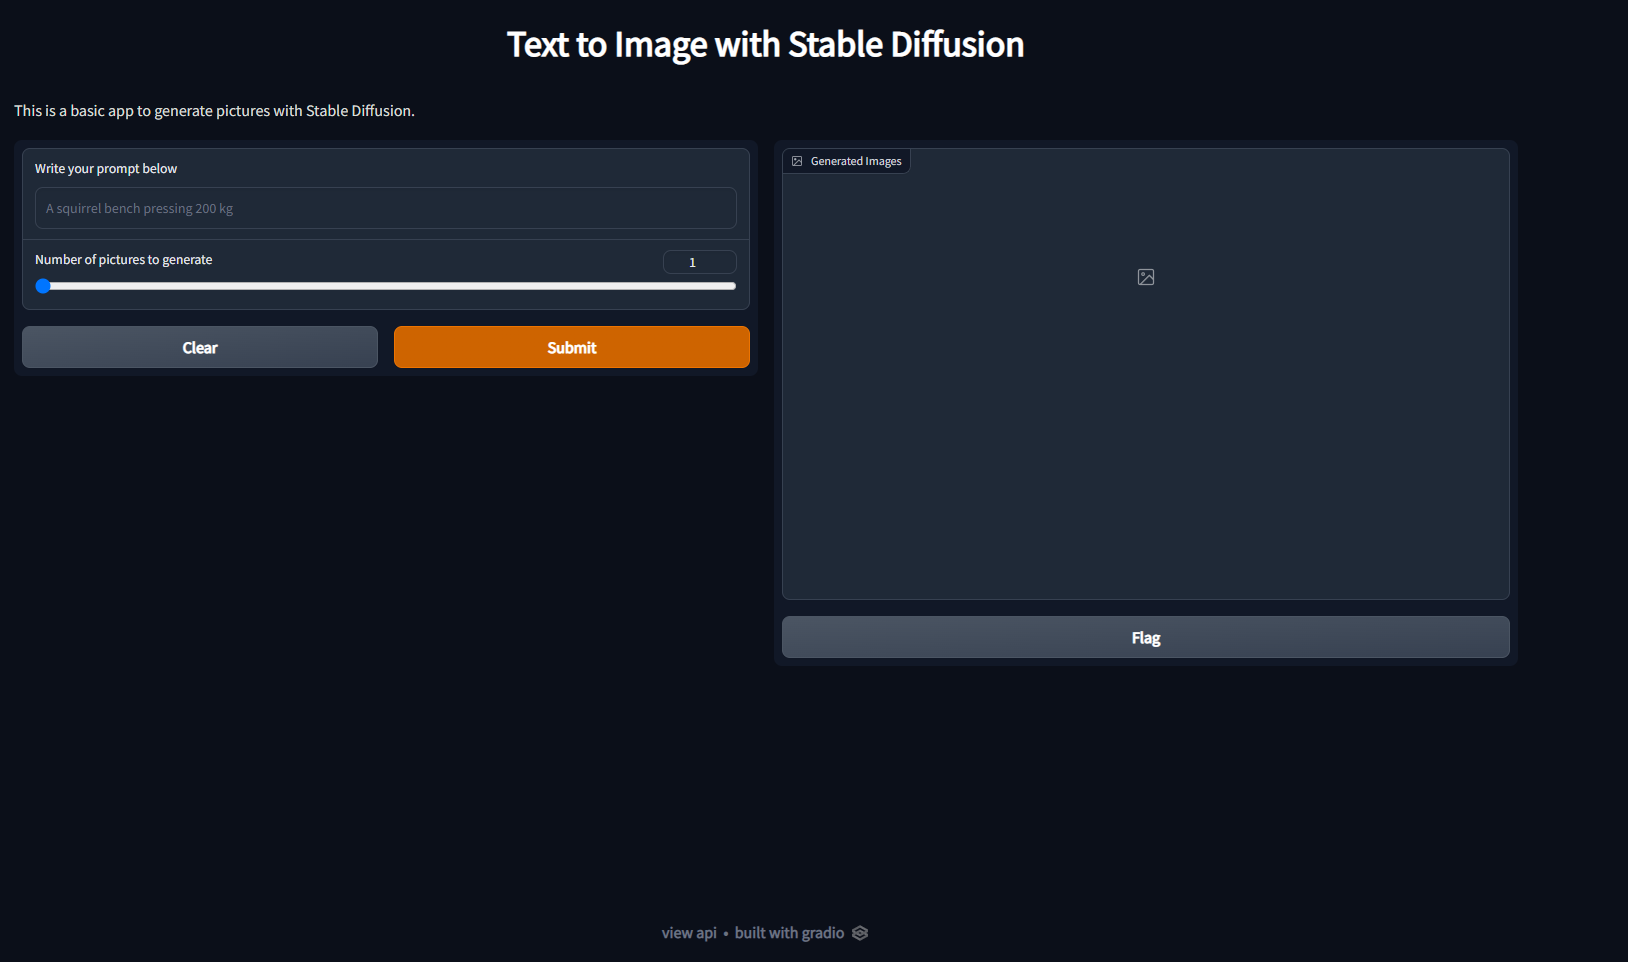 Text to Image with Stable Diffusion
This is a basic app to generate pictures with Stable Diffusion.
Write your prompt below
A squirrel bench pressing 200 kg
Number of pictures to generate
1
Clear
Submit
Generated Images
Flag
view api • built with gradio